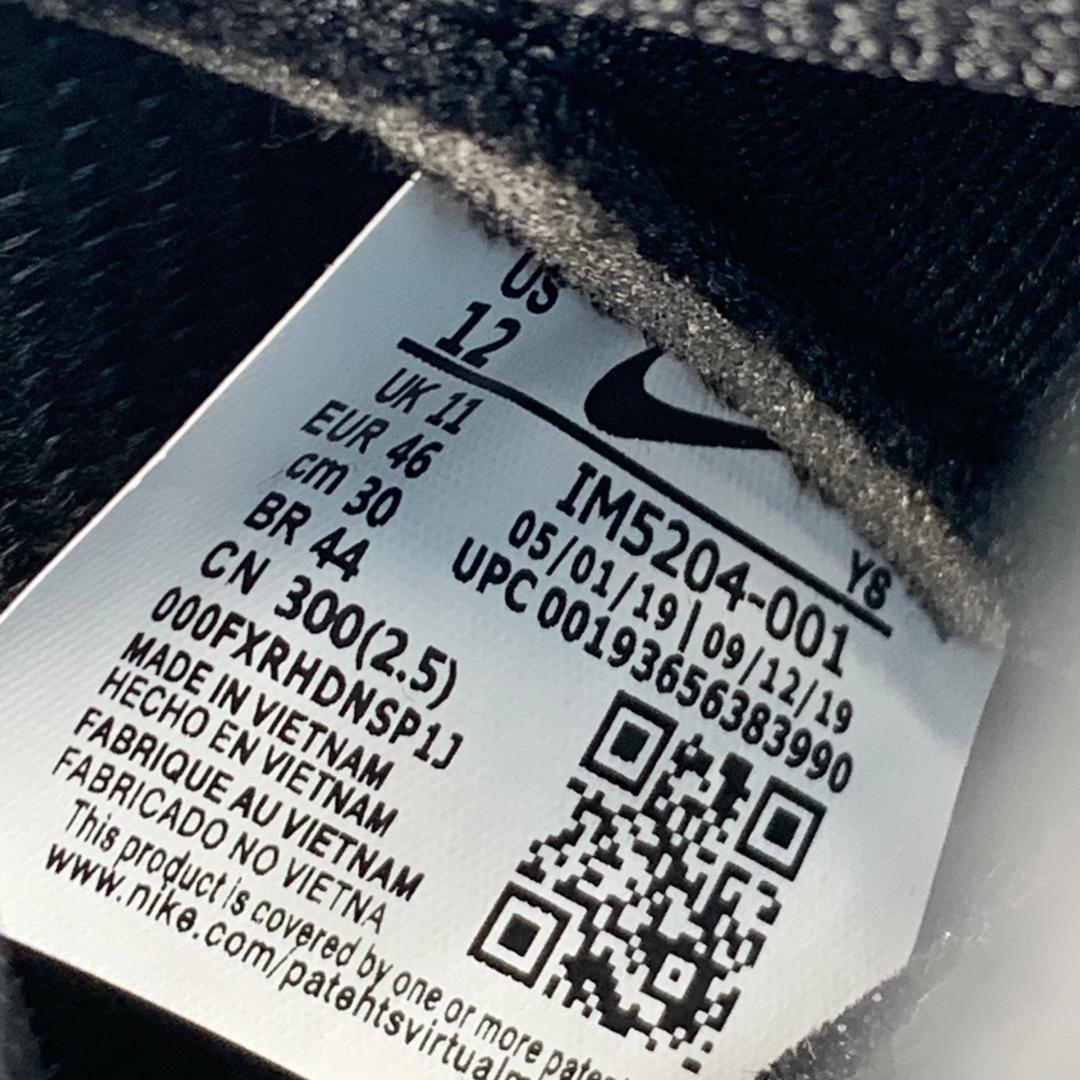 US
12
UK 11
EUR 46
cm 30
BR 44
CN 300(2.5)
000FXRHDNSP1J
MADE IN VIETNAM
HECHO EN VIETNAM
FABRIQUE AU VIETNAM
FABRICADO NO VIETNA
This product is covered by one or more
www.nike.com/patentsvirtual
Y8
IM5204-001
05/01/19 | 09/12/19
UPC 00193656383990